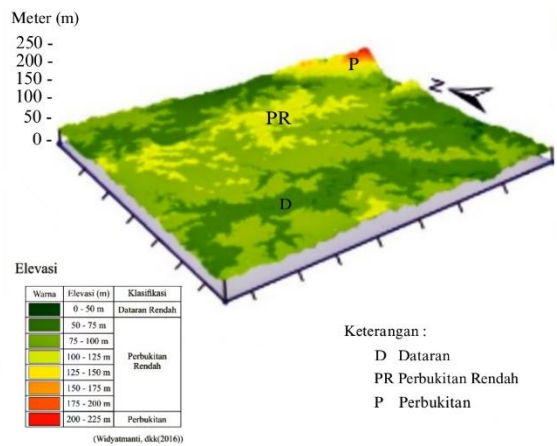 Meter (m)
250 -
200 -
150 -
100 -
50 -
0 -
P
Z
PR
D
Elevasi
Warna Elevasi (m) Klasifikasi
0 - 50 m Dataran Rendah
50 - 75 m
75 - 100 m
100 - 125 m Perbukitan
125 - 150 m Rendah
150 - 175 m
175 - 200 m
200 - 225 m Perbukitan
(Widyatmanti, dkk(2016))
Keterangan :
D Dataran
PR Perbukitan Rendah
P Perbukitan